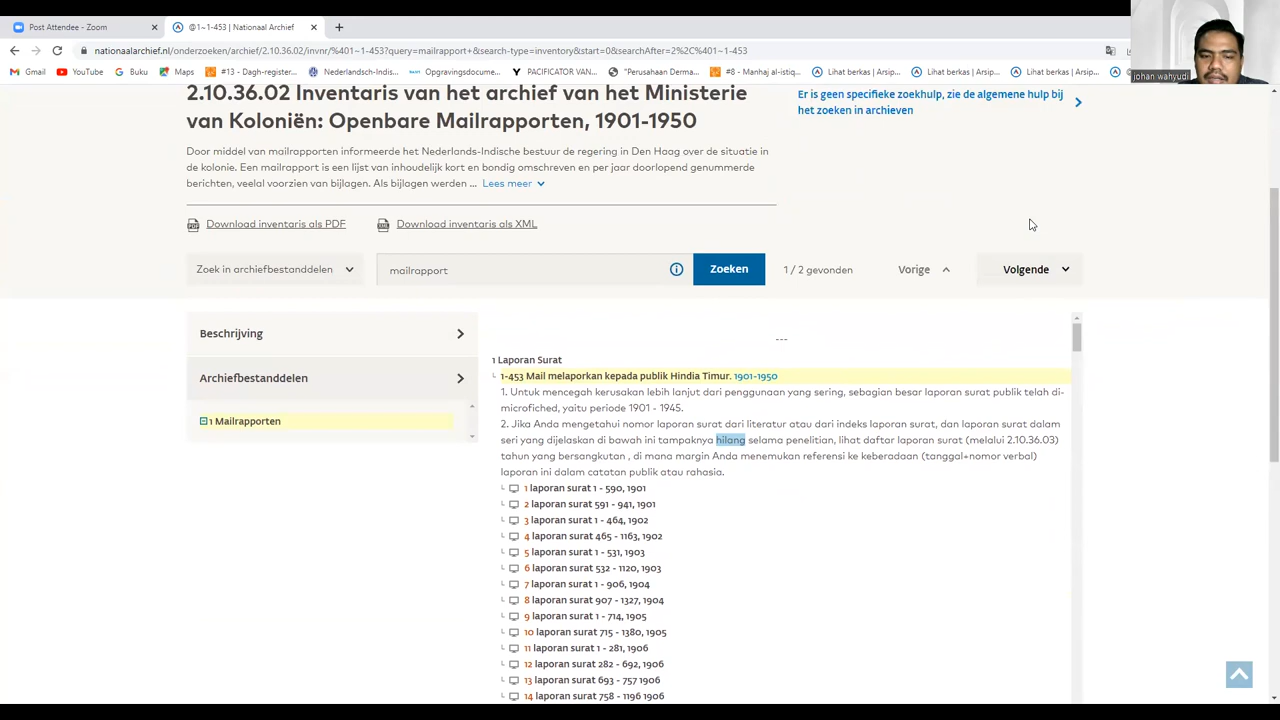 Post Attendee - Zoom
@1~1-453 | Nationaal Archief
nationaalarchief.nl/onderzoeken/archief/2.10.36.02/invnr/%401~1-453?query=mailrapport+&search-type=inventory&start=0&searchAfter=2%2C%401~1-453
Gmail
YouTube
Buku
Maps
#13 - Dagh-register...
Nederlandsch-Indis...
Opgravingsdocume...
PACIFICATOR VAN...
"Perusahaan Derma...
#8 - Manhaj al-istiq...
Lihat berkas | Arsip...
Lihat berkas | Arsip...
Lihat berkas | Arsip...
johan wahyudi
2.10.36.02 Inventaris van het archief van het Ministerie
van Koloniën: Openbare Mailrapporten, 1901-1950
Er is geen specifieke zoekhulp, zie de algemene hulp bij
het zoeken in archieven
Door middel van mailrapporten informeerde het Nederlands-Indische bestuur de regering in Den Haag over de situatie in
de kolonie. Een mailrapport is een lijst van inhoudelijk kort en bondig omschreven en per jaar doorlopend genummerde
berichten, veelal voorzien van bijlagen. Als bijlagen werden ... Lees meer
Download inventaris als PDF
Download inventaris als XML
Zoek in archiefbestanddelen
mailrapport
Zoeken
1 / 2 gevonden
Vorige
Volgende
Beschrijving
Archiefbestanddelen
1 Mailrapporten
---
1 Laporan Surat
1-453 Mail melaporkan kepada publik Hindia Timur. 1901-1950
1. Untuk mencegah kerusakan lebih lanjut dari penggunaan yang sering, sebagian besar laporan surat publik telah di-
microfiched, yaitu periode 1901 - 1945.
2. Jika Anda mengetahui nomor laporan surat dari literatur atau dari indeks laporan surat, dan laporan surat dalam
seri yang dijelaskan di bawah ini tampaknya hilang selama penelitian, lihat daftar laporan surat (melalui 2.10.36.03)
tahun yang bersangkutan , di mana margin Anda menemukan referensi ke keberadaan (tanggal+nomor verbal)
laporan ini dalam catatan publik atau rahasia.
1 laporan surat 1 - 590, 1901
2 laporan surat 591 - 941, 1901
3 laporan surat 1 - 464, 1902
4 laporan surat 465 - 1163, 1902
5 laporan surat 1 - 531, 1903
6 laporan surat 532 - 1120, 1903
7 laporan surat 1 - 906, 1904
8 laporan surat 907 - 1327, 1904
9 laporan surat 1 - 714, 1905
10 laporan surat 715 - 1380, 1905
11 laporan surat 1 - 281, 1906
12 laporan surat 282 - 692, 1906
13 laporan surat 693 - 757 1906
14 laporan surat 758 - 1196 1906